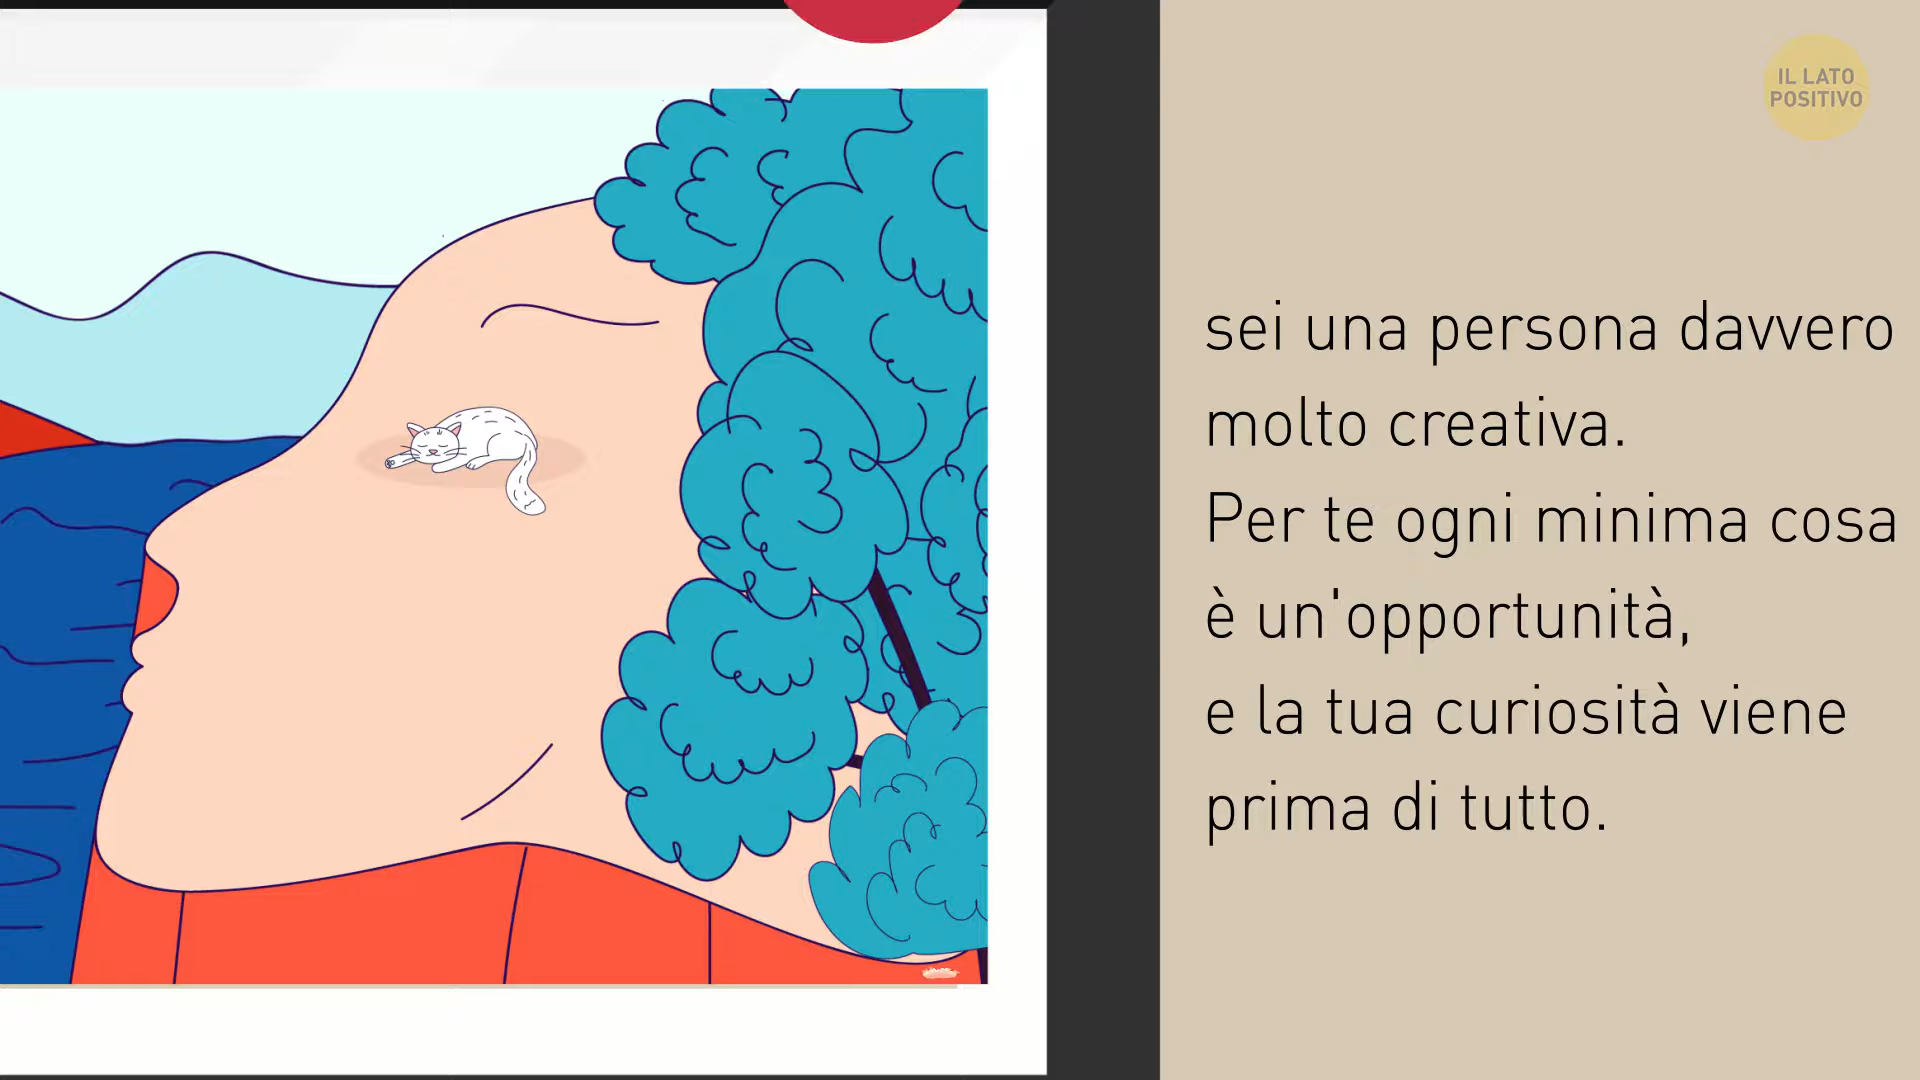 IL LATO
POSITIVO
sei una persona davvero
molto creativa.
Per te ogni minima cosa
è un'opportunità,
e la tua curiosità viene
prima di tutto.